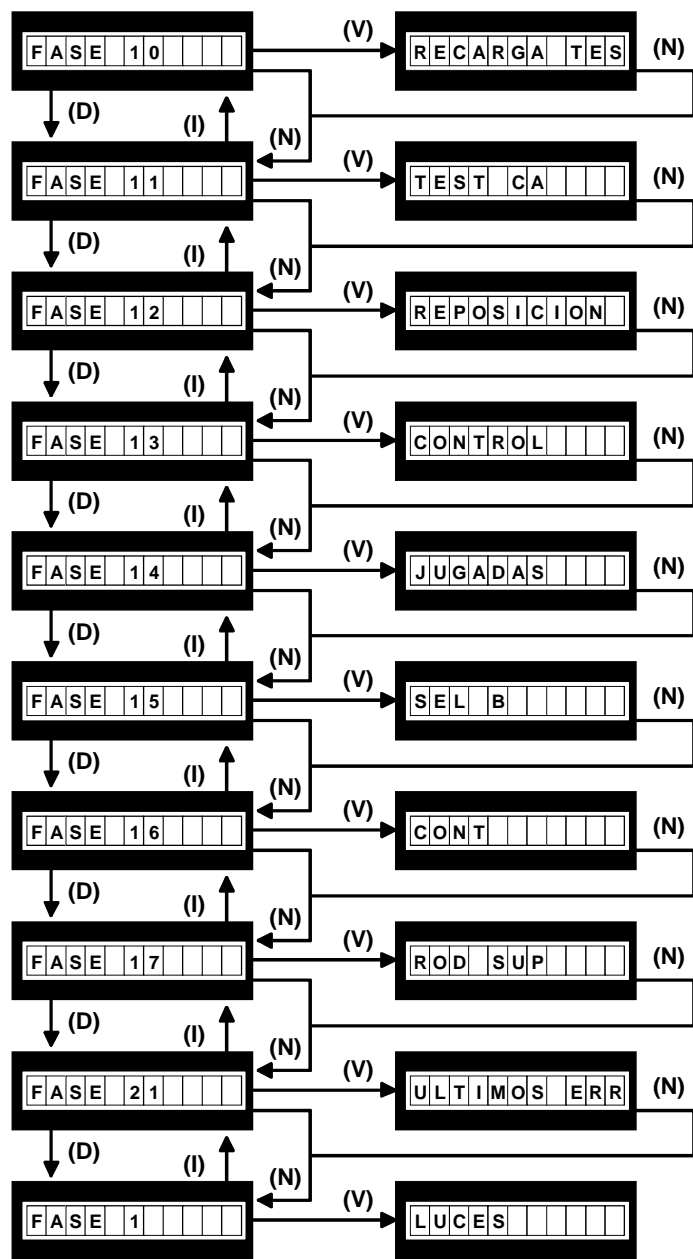 FASE 10 (V) RECARGA TES (N)
(D) (I) (N)
FASE 11 (V) TEST CA (N)
(D) (I) (N)
FASE 12 (V) REPOSICION (N)
(D) (I) (N)
FASE 13 (V) CONTROL (N)
(D) (I) (N)
FASE 14 (V) JUGADAS (N)
(D) (I) (N)
FASE 15 (V) SEL B (N)
(D) (I) (N)
FASE 16 (V) CONT (N)
(D) (I) (N)
FASE 17 (V) ROD SUP (N)
(D) (I) (N)
FASE 21 (V) ULTIMOS ERR (N)
(D) (I) (N)
FASE 1 (V) LUCES